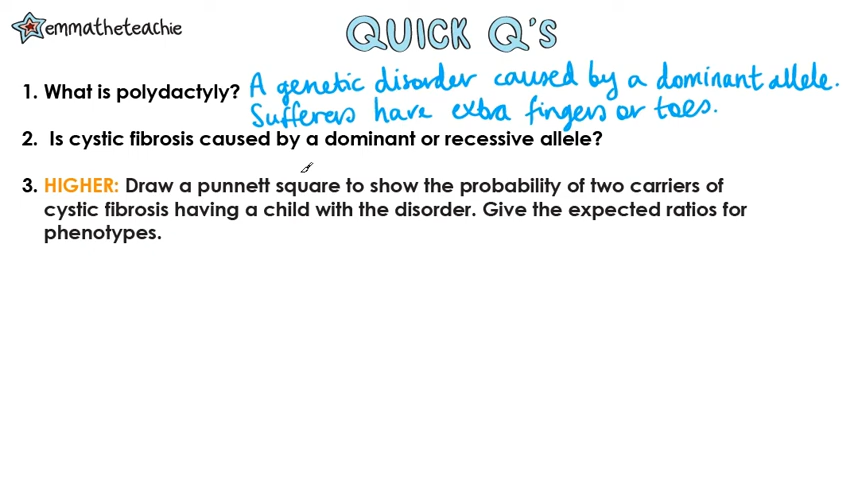 emmatheteachie
QUICK Q'S
1. What is polydactyly? A genetic disorder caused by a dominant allele.
Sufferers have extra fingers or toes.
2. Is cystic fibrosis caused by a dominant or recessive allele?
3. HIGHER: Draw a punnett square to show the probability of two carriers of
cystic fibrosis having a child with the disorder. Give the expected ratios for
phenotypes.